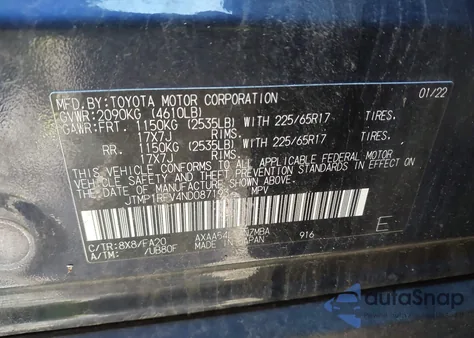 MFD.BY:TOYOTA MOTOR CORPORATION 01/22
GVWR:2090KG (4610LB)
GAWR:FRT. 1150KG (2535LB) WITH 225/65R17 TIRES.
17X7J RIMS.
RR. 1150KG (2535LB) WITH 225/65R17 TIRES.
17X7J RIMS.
THIS VEHICLE CONFORMS TO ALL APPLICABLE FEDERAL MOTOR
VEHICLE SAFETY AND THEFT PREVENTION STANDARDS IN EFFECT
ON THE DATE OF MANUFACTURE SHOWN ABOVE.
MPV E
C/TR:8X8/FA20 916
A/TM: /UB80F MADE IN JAPAN
autoSnap